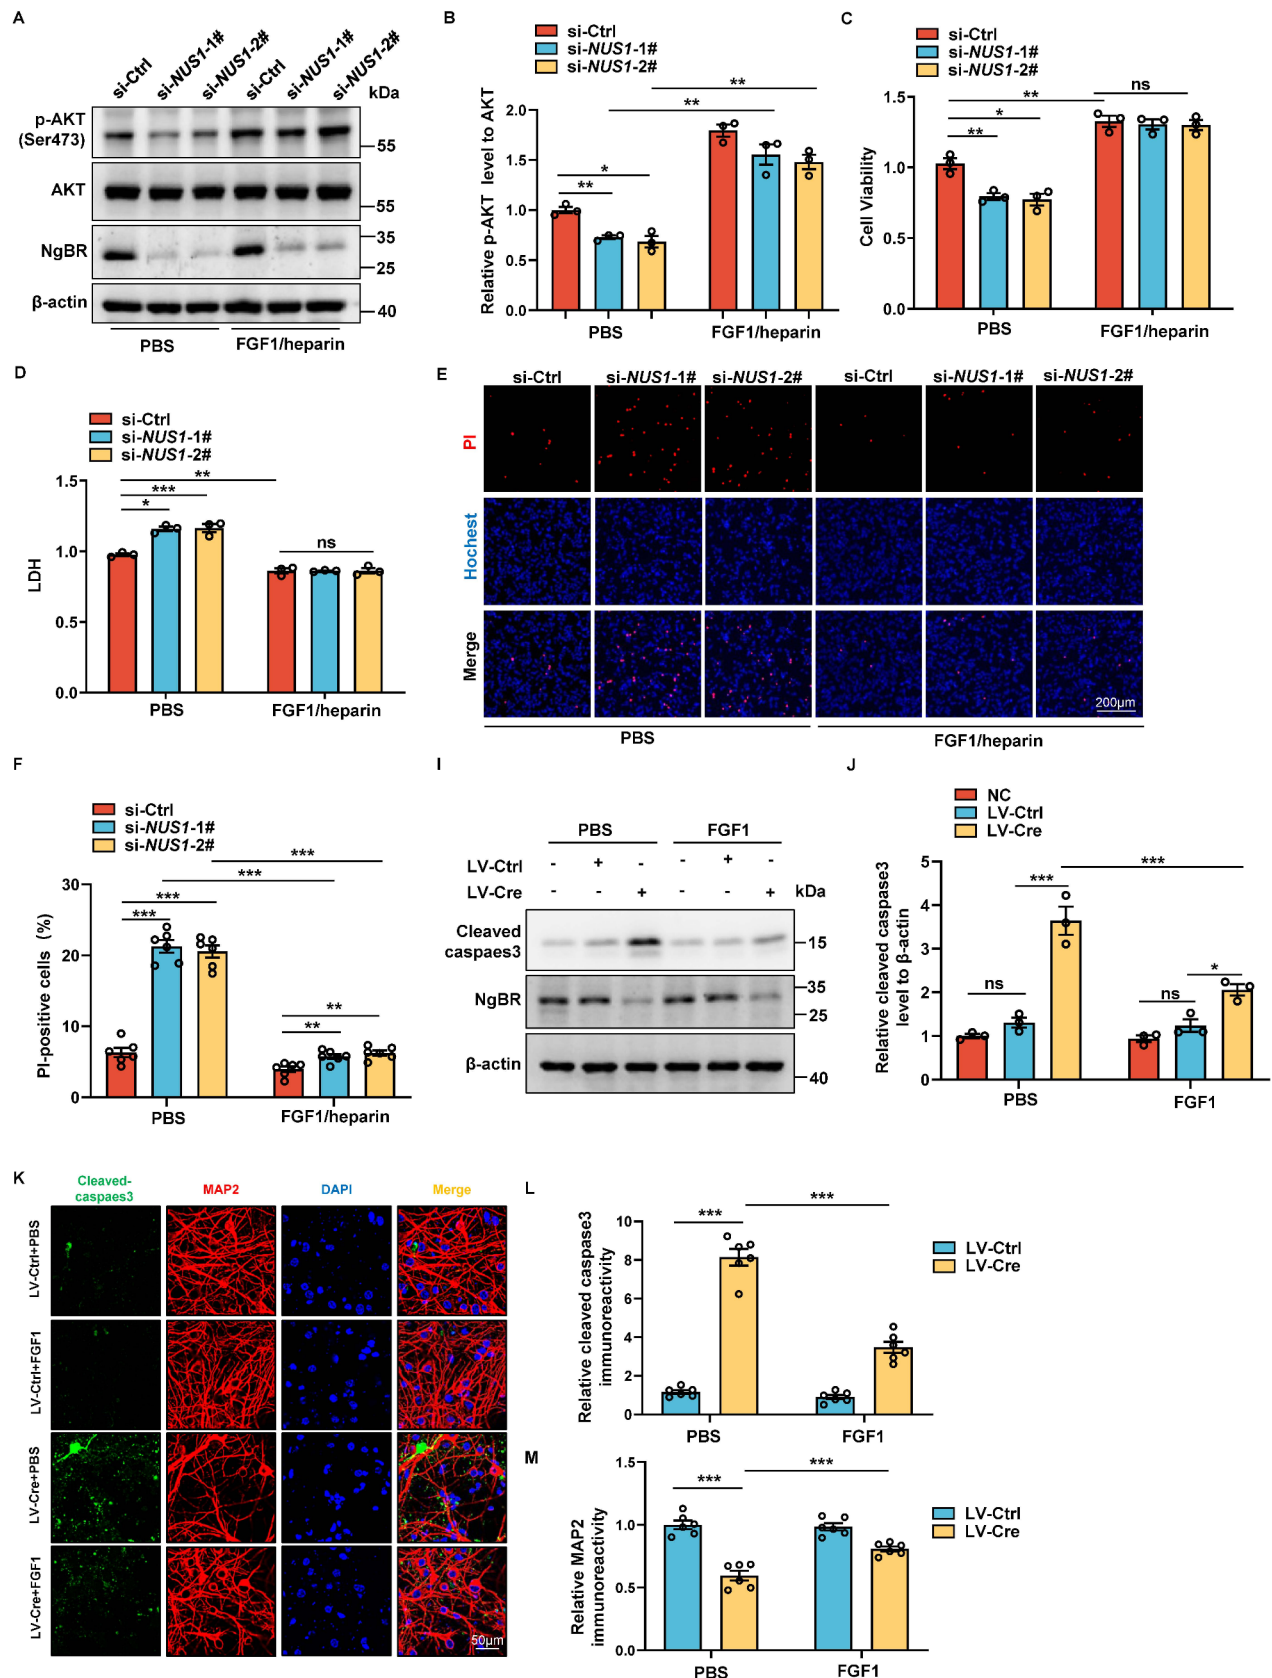 A
si-Ctrl
si-NUS1-1#
si-NUS1-2#
si-Ctrl
si-NUS1-1#
si-NUS1-2#
kDa
p-AKT
(Ser473)
55
AKT
55
NgBR
35
25
β-actin
40
PBS
FGF1/heparin
B
si-Ctrl
si-NUS1-1#
si-NUS1-2#
Relative p-AKT level to AKT
2.0
1.5
1.0
0.5
0.0
**
*
**
**
PBS
FGF1/heparin
C
si-Ctrl
si-NUS1-1#
si-NUS1-2#
Cell Viability
1.5
1.0
0.5
0.0
**
*
**
ns
PBS
FGF1/heparin
D
si-Ctrl
si-NUS1-1#
si-NUS1-2#
LDH
1.5
1.0
0.5
0.0
**
***
*
ns
PBS
FGF1/heparin
E
si-Ctrl
si-NUS1-1#
si-NUS1-2#
si-Ctrl
si-NUS1-1#
si-NUS1-2#
PI
Hochest
Merge
200μm
PBS
FGF1/heparin
F
si-Ctrl
si-NUS1-1#
si-NUS1-2#
PI-positive cells (%)
30
20
10
0
***
***
***
***
**
**
PBS
FGF1/heparin
I
PBS
FGF1
LV-Ctrl
- + - - + -
LV-Cre
- - + - - +
kDa
Cleaved
caspaes3
15
NgBR
35
25
β-actin
40
J
NC
LV-Ctrl
LV-Cre
Relative cleaved caspase3
level to β-actin
5
4
3
2
1
0
***
***
ns
*
ns
PBS
FGF1
K
Cleaved-
caspaes3
MAP2
DAPI
Merge
LV-Ctrl+PBS
LV-Ctrl+FGF1
LV-Cre+PBS
LV-Cre+FGF1
50μm
L
Relative cleaved caspase3
immunoreactivity
10
8
6
4
2
0
***
***
LV-Ctrl
LV-Cre
PBS
FGF1
M
Relative MAP2
immunoreactivity
1.5
1.0
0.5
0.0
***
***
LV-Ctrl
LV-Cre
PBS
FGF1